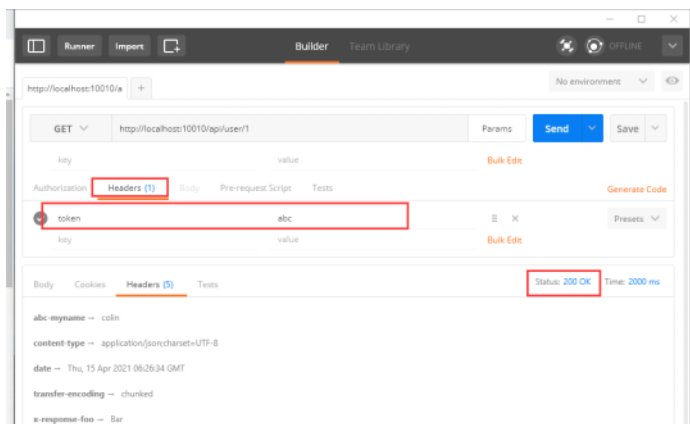 Runner Import Builder Team Library OFFLINE
http://localhost:10010/a + No environment
GET http://localhost:10010/api/user/1 Params Send Save
key value Bulk Edit
Authorization Headers (1) Body Pre-request Script Tests Generate Code
token abc Presets
key value Bulk Edit
Body Cookies Headers (5) Tests Status: 200 OK Time: 2000 ms
abc-myname → colin
content-type → application/json;charset=UTF-8
date → Thu, 15 Apr 2021 06:26:34 GMT
transfer-encoding → chunked
x-response-foo → Bar